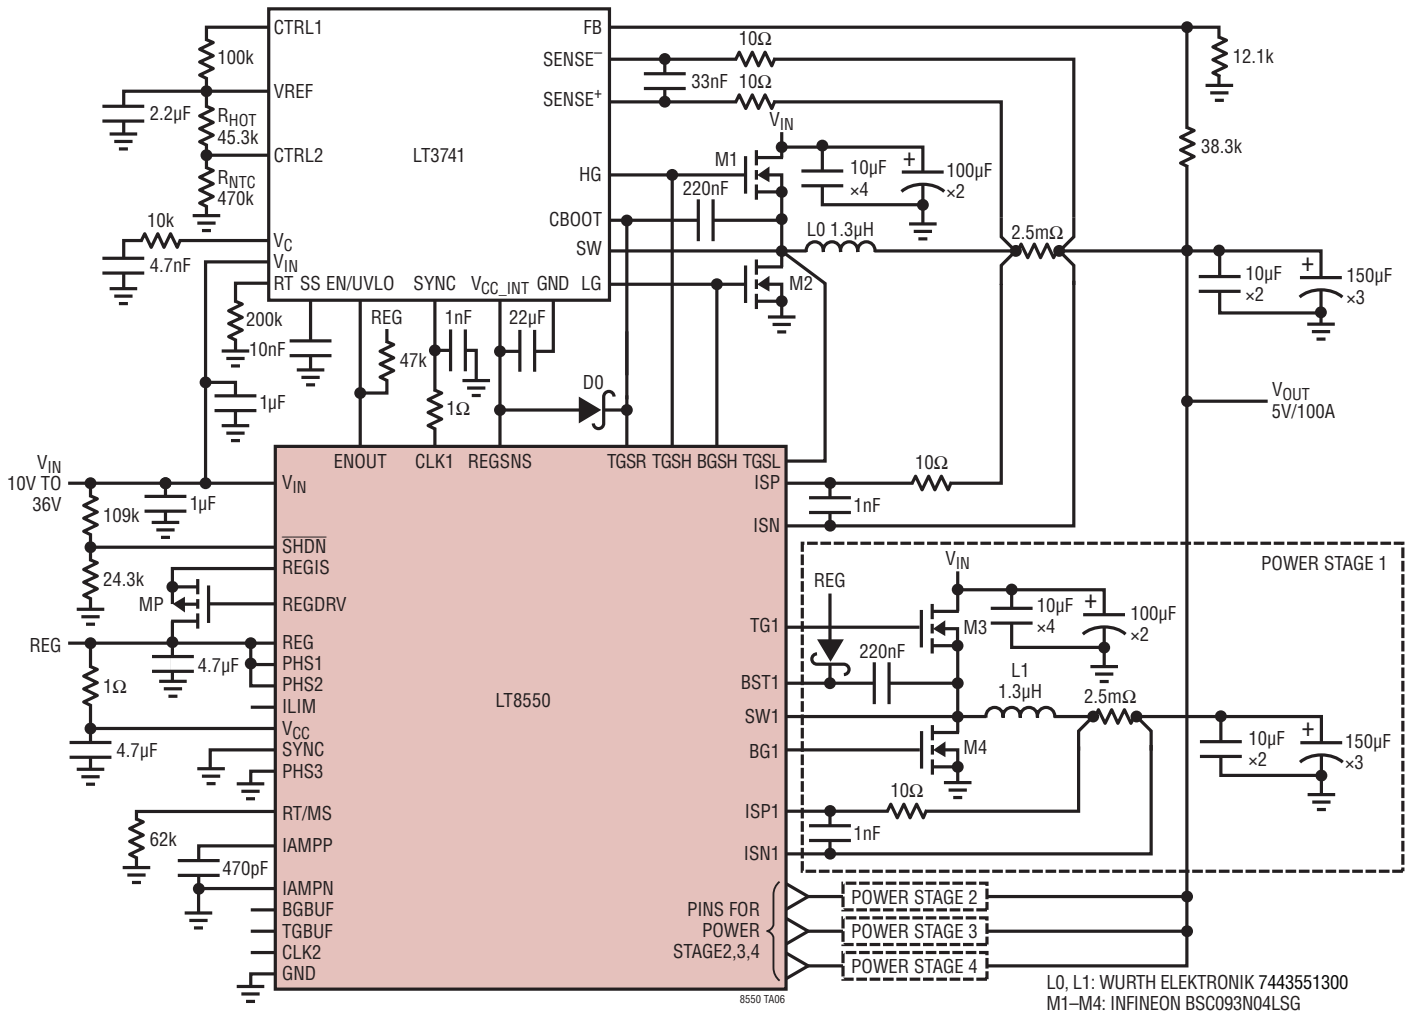 CTRL1
FB
100k
SENSE–
10Ω
12.1k
VREF
33nF
SENSE+
10Ω
2.2µF
RHOT
45.3k
VIN
38.3k
CTRL2
LT3741
M1
10µF
×4
+
100µF
×2
RNTC
470k
HG
220nF
10k
CBOOT
L0 1.3µH
2.5mΩ
VC
SW
4.7nF
VIN
RT SS EN/UVLO SYNC VCC_INT GND LG
M2
10µF
×2
+
150µF
×3
200k
REG
1nF
22µF
10nF
47k
D0
1µF
1Ω
VOUT
5V/100A
ENOUT CLK1 REGSNS TGSR TGSH BGSH TGSL
VIN
10V TO
36V
VIN
ISP
10Ω
1nF
109k
1µF
ISN
SHDN
24.3k
REGIS
MP
REGDRV
REG
REG
4.7µF
PHS1
PHS2
1Ω
ILIM
VCC
4.7µF
SYNC
PHS3
RT/MS
62k
IAMPP
470pF
IAMPN
BGBUF
TGBUF
CLK2
GND
LT8550
POWER STAGE 1
VIN
REG
TG1
M3
10µF
×4
+
100µF
×2
220nF
BST1
L1
1.3µH
2.5mΩ
SW1
BG1
M4
10µF
×2
+
150µF
×3
10Ω
ISP1
1nF
ISN1
PINS FOR
POWER
STAGE2,3,4
POWER STAGE 2
POWER STAGE 3
POWER STAGE 4
8550 TA06
L0, L1: WURTH ELEKTRONIK 7443551300
M1–M4: INFINEON BSC093N04LSG